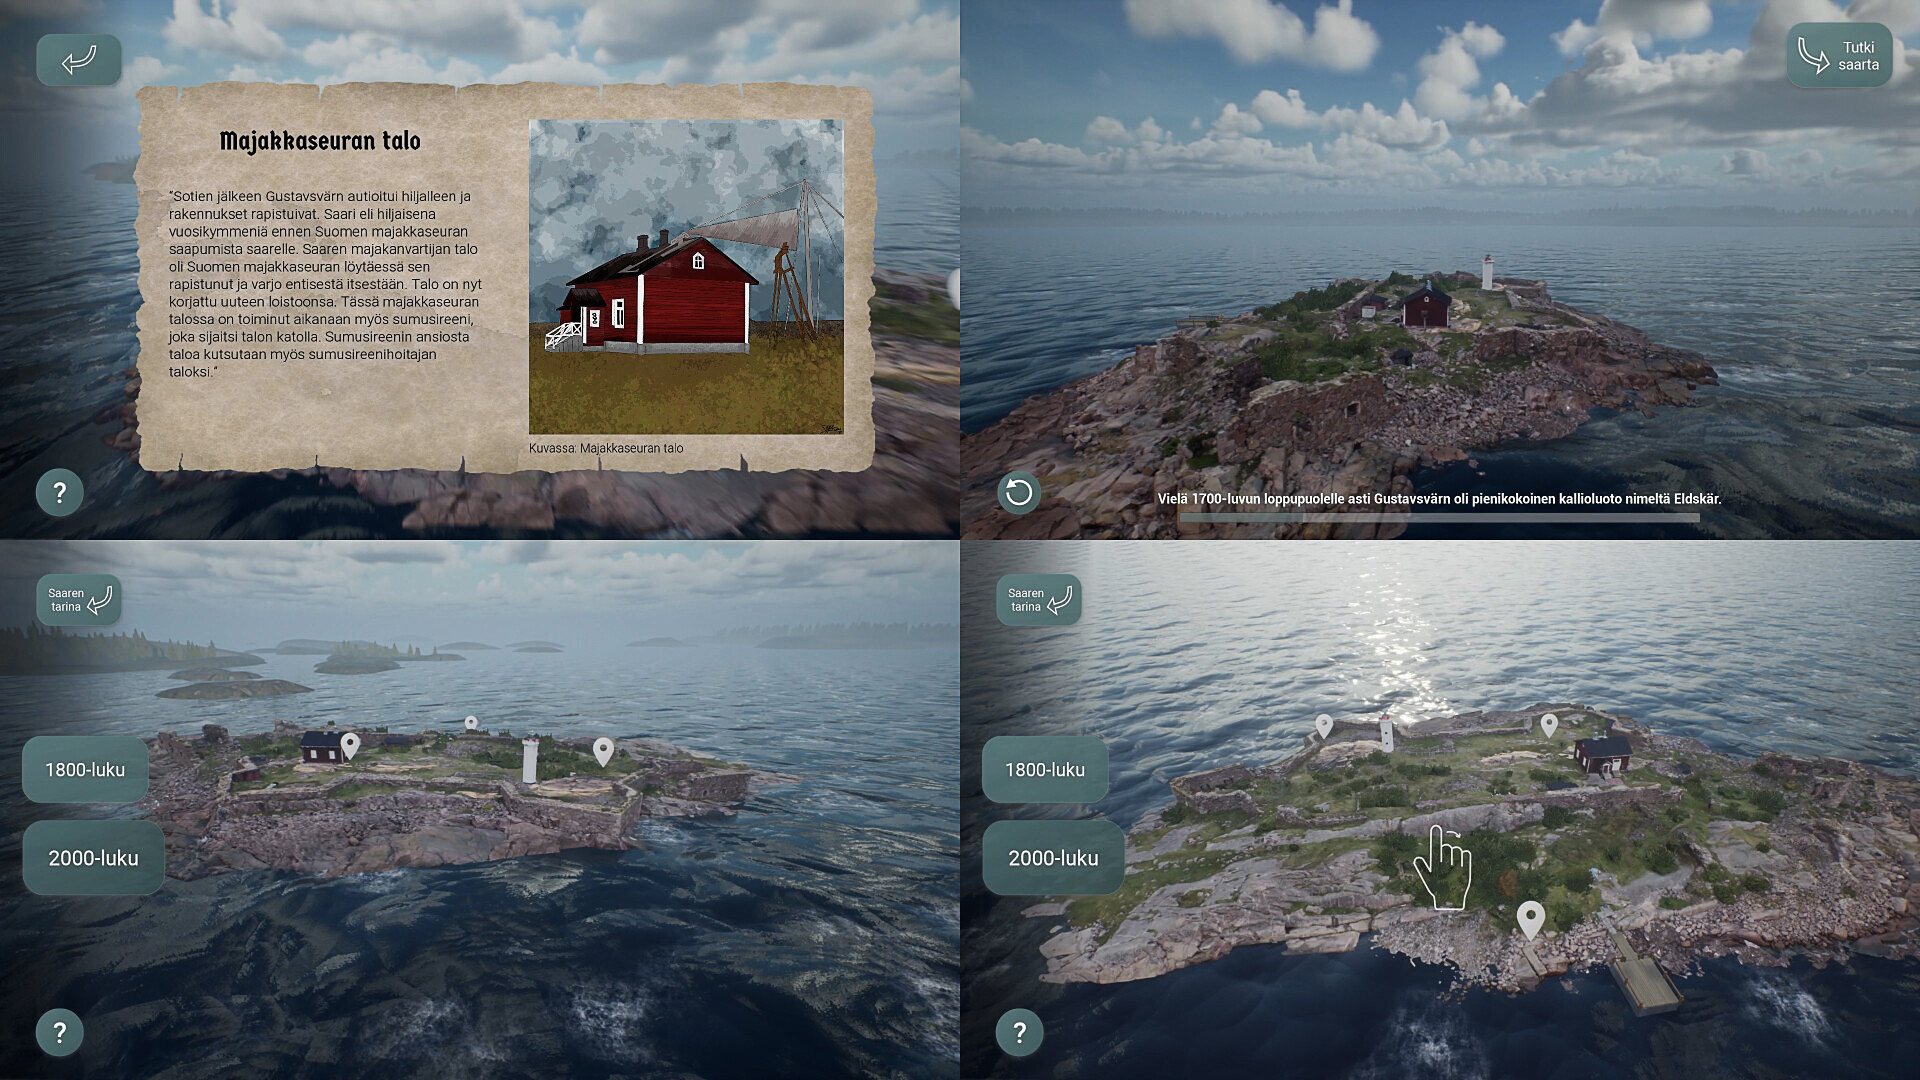 Majakkaseuran talo
"Sotien jälkeen Gustavsvärn autioitui hiljalleen ja
rakennukset rapistuivat. Saari eli hiljaisena
vuosikymmeniä ennen Suomen majakkaseuran
saapumista saarelle. Saaren majakanvartijan talo
oli Suomen majakkaseuran löytäessä sen
rapistunut ja varjo entisestä itsestään. Talo on nyt
korjattu uuteen loistoonsa. Tässä majakkaseuran
talossa on toiminut aikanaan myös sumusireeni,
joka sijaitsi talon katolla. Sumusireenin ansiosta
taloa kutsutaan myös sumusireenihoitajan
taloksi."
Kuvassa: Majakkaseuran talo
?
Tutki
saarta
Vielä 1700-luvun loppupuolelle asti Gustavsvärn oli pienikokoinen kallioluoto nimeltä Eldskär.
Saaren
tarina
1800-luku
2000-luku
?
Saaren
tarina
1800-luku
2000-luku
?